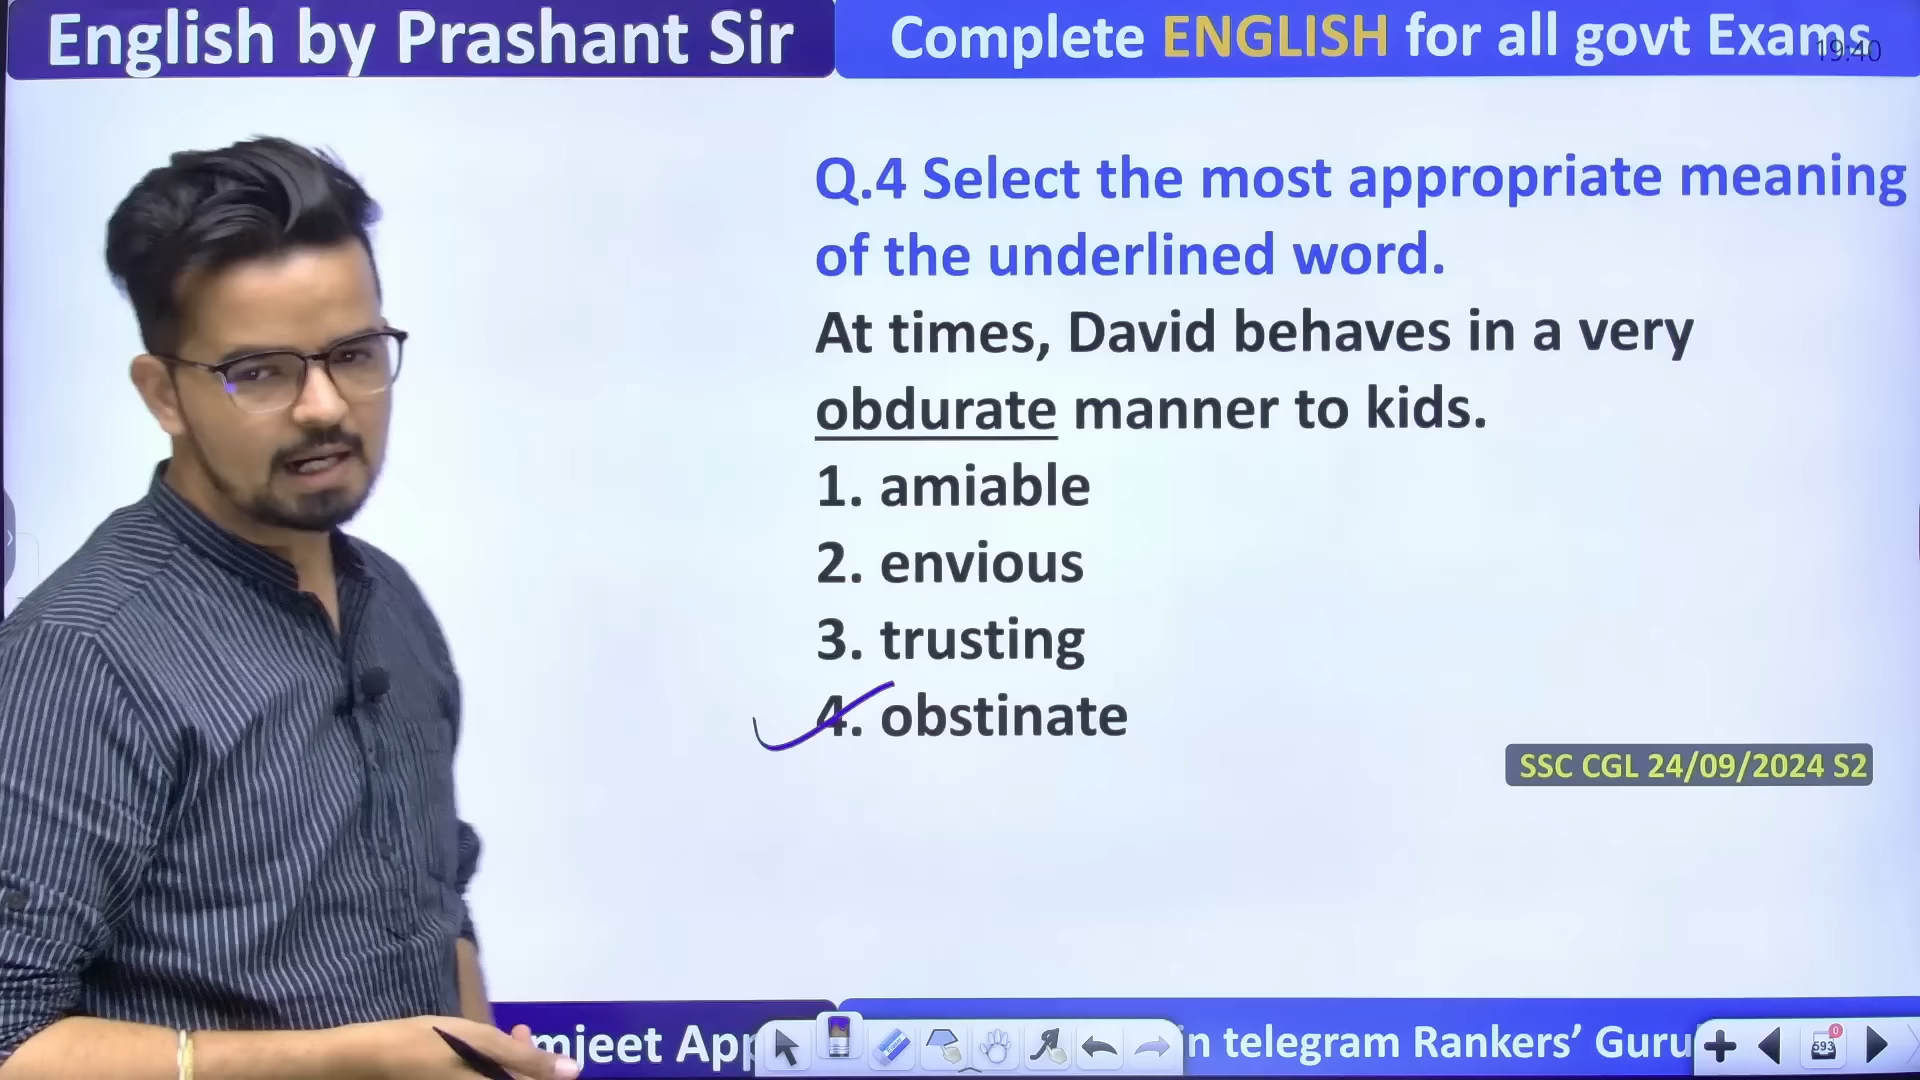 English by Prashant Sir
Complete ENGLISH for all govt Exams
19:40
Q.4 Select the most appropriate meaning
of the underlined word.
At times, David behaves in a very
obdurate manner to kids.
1. amiable
2. envious
3. trusting
4. obstinate
SSC CGL 24/09/2024 S2
telegram Rankers’ Guru
0
593